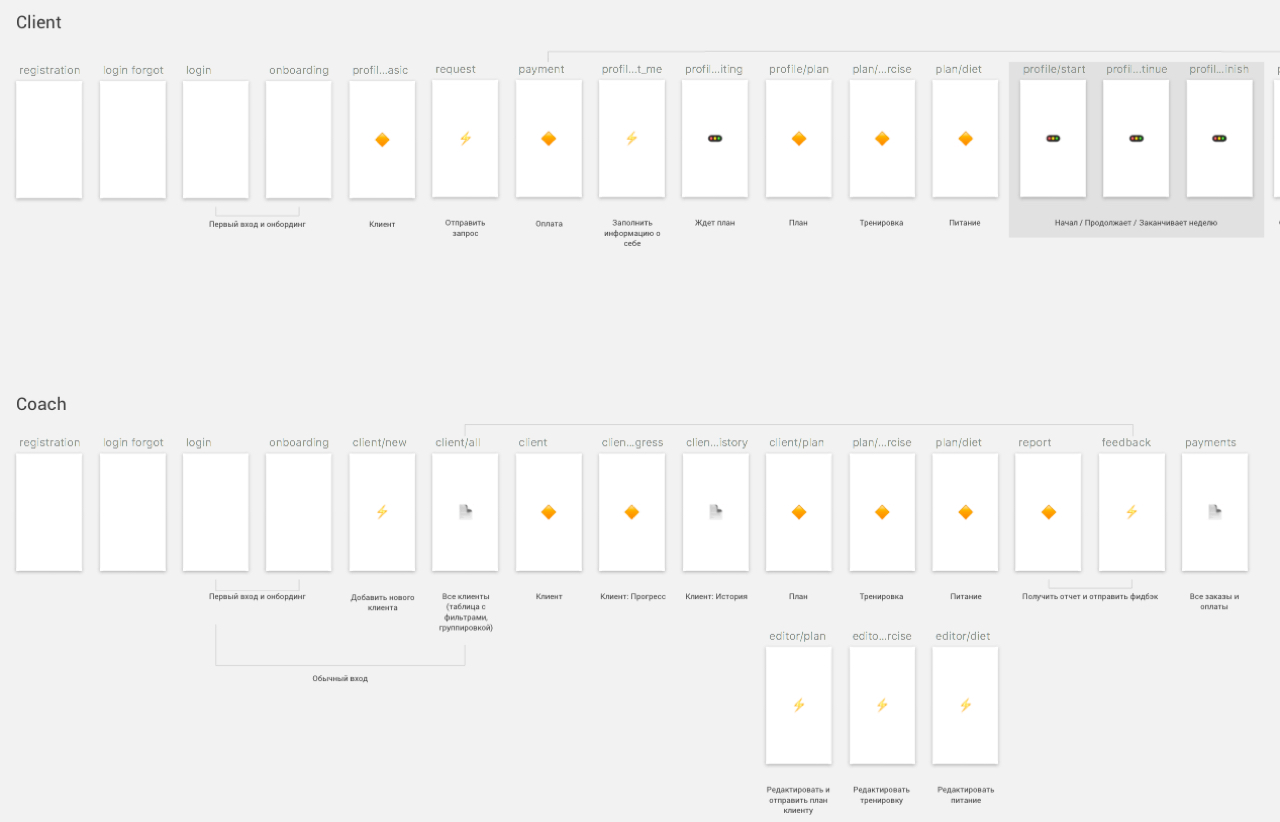 Client
registration
login forgot
login
onboarding
profil...asic
request
payment
profil...t_me
profil...iting
profile/plan
plan/...rcise
plan/diet
profile/start
profil...tinue
profil...inish
Первый вход и онбординг
Клиент
Отправить
запрос
Оплата
Заполнить
информацию о
себе
Ждет план
План
Тренировка
Питание
Начал / Продолжает / Заканчивает неделю
Coach
registration
login forgot
login
onboarding
client/new
client/all
client
clien...gress
clien...istory
client/plan
plan/...rcise
plan/diet
report
feedback
payments
Первый вход и онбординг
Добавить нового
клиента
Все клиенты
(таблица с
фильтрами,
группировкой)
Клиент
Клиент: Прогресс
Клиент: История
План
Тренировка
Питание
Получить отчет и отправить фидбэк
Все заказы и
оплаты
Обычный вход
editor/plan
edito...rcise
editor/diet
Редактировать и
отправить план
клиенту
Редактировать
тренировку
Редактировать
питание